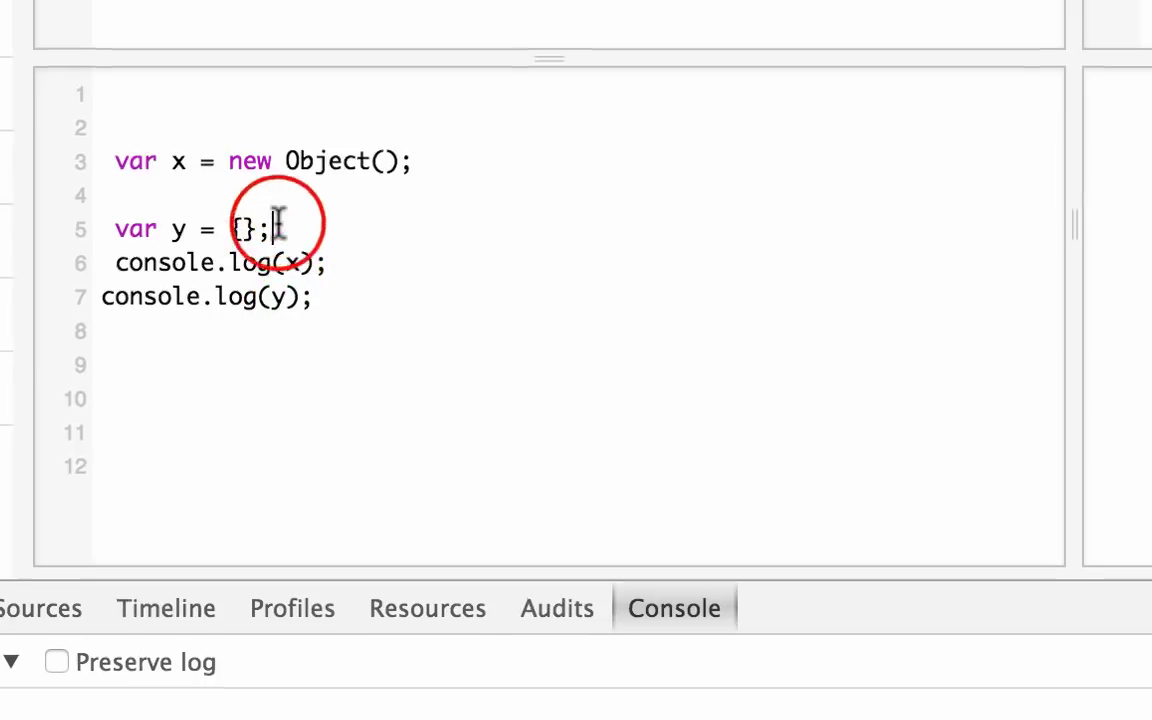 1
2
3 var x = new Object();
4
5 var y = {};
6 console.log(x);
7 console.log(y);
8
9
10
11
12
Sources Timeline Profiles Resources Audits Console
Preserve log